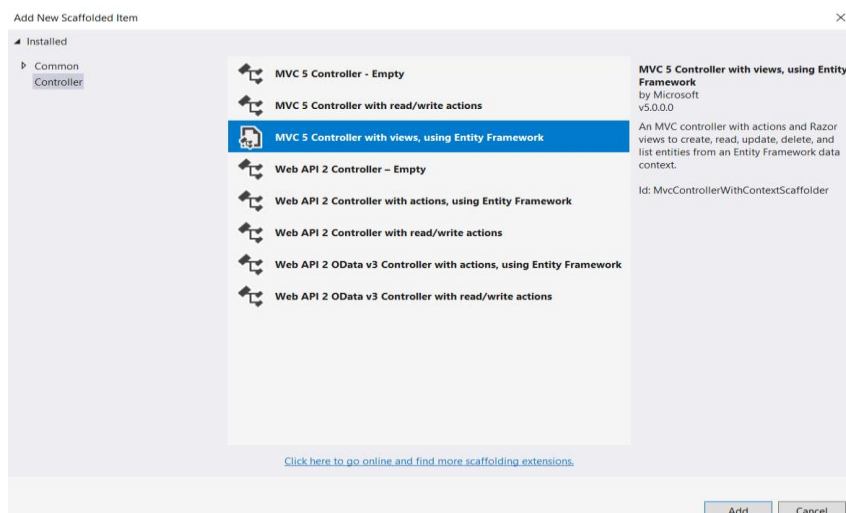 Add New Scaffolded Item
Installed
Common
Controller
MVC 5 Controller - Empty
MVC 5 Controller with read/write actions
MVC 5 Controller with views, using Entity Framework
Web API 2 Controller – Empty
Web API 2 Controller with actions, using Entity Framework
Web API 2 Controller with read/write actions
Web API 2 OData v3 Controller with actions, using Entity Framework
Web API 2 OData v3 Controller with read/write actions
MVC 5 Controller with views, using Entity
Framework
by Microsoft
v5.0.0.0
An MVC controller with actions and Razor
views to create, read, update, delete, and
list entities from an Entity Framework data
context.
Id: MvcControllerWithContextScaffolder
Click here to go online and find more scaffolding extensions.
Add
Cancel